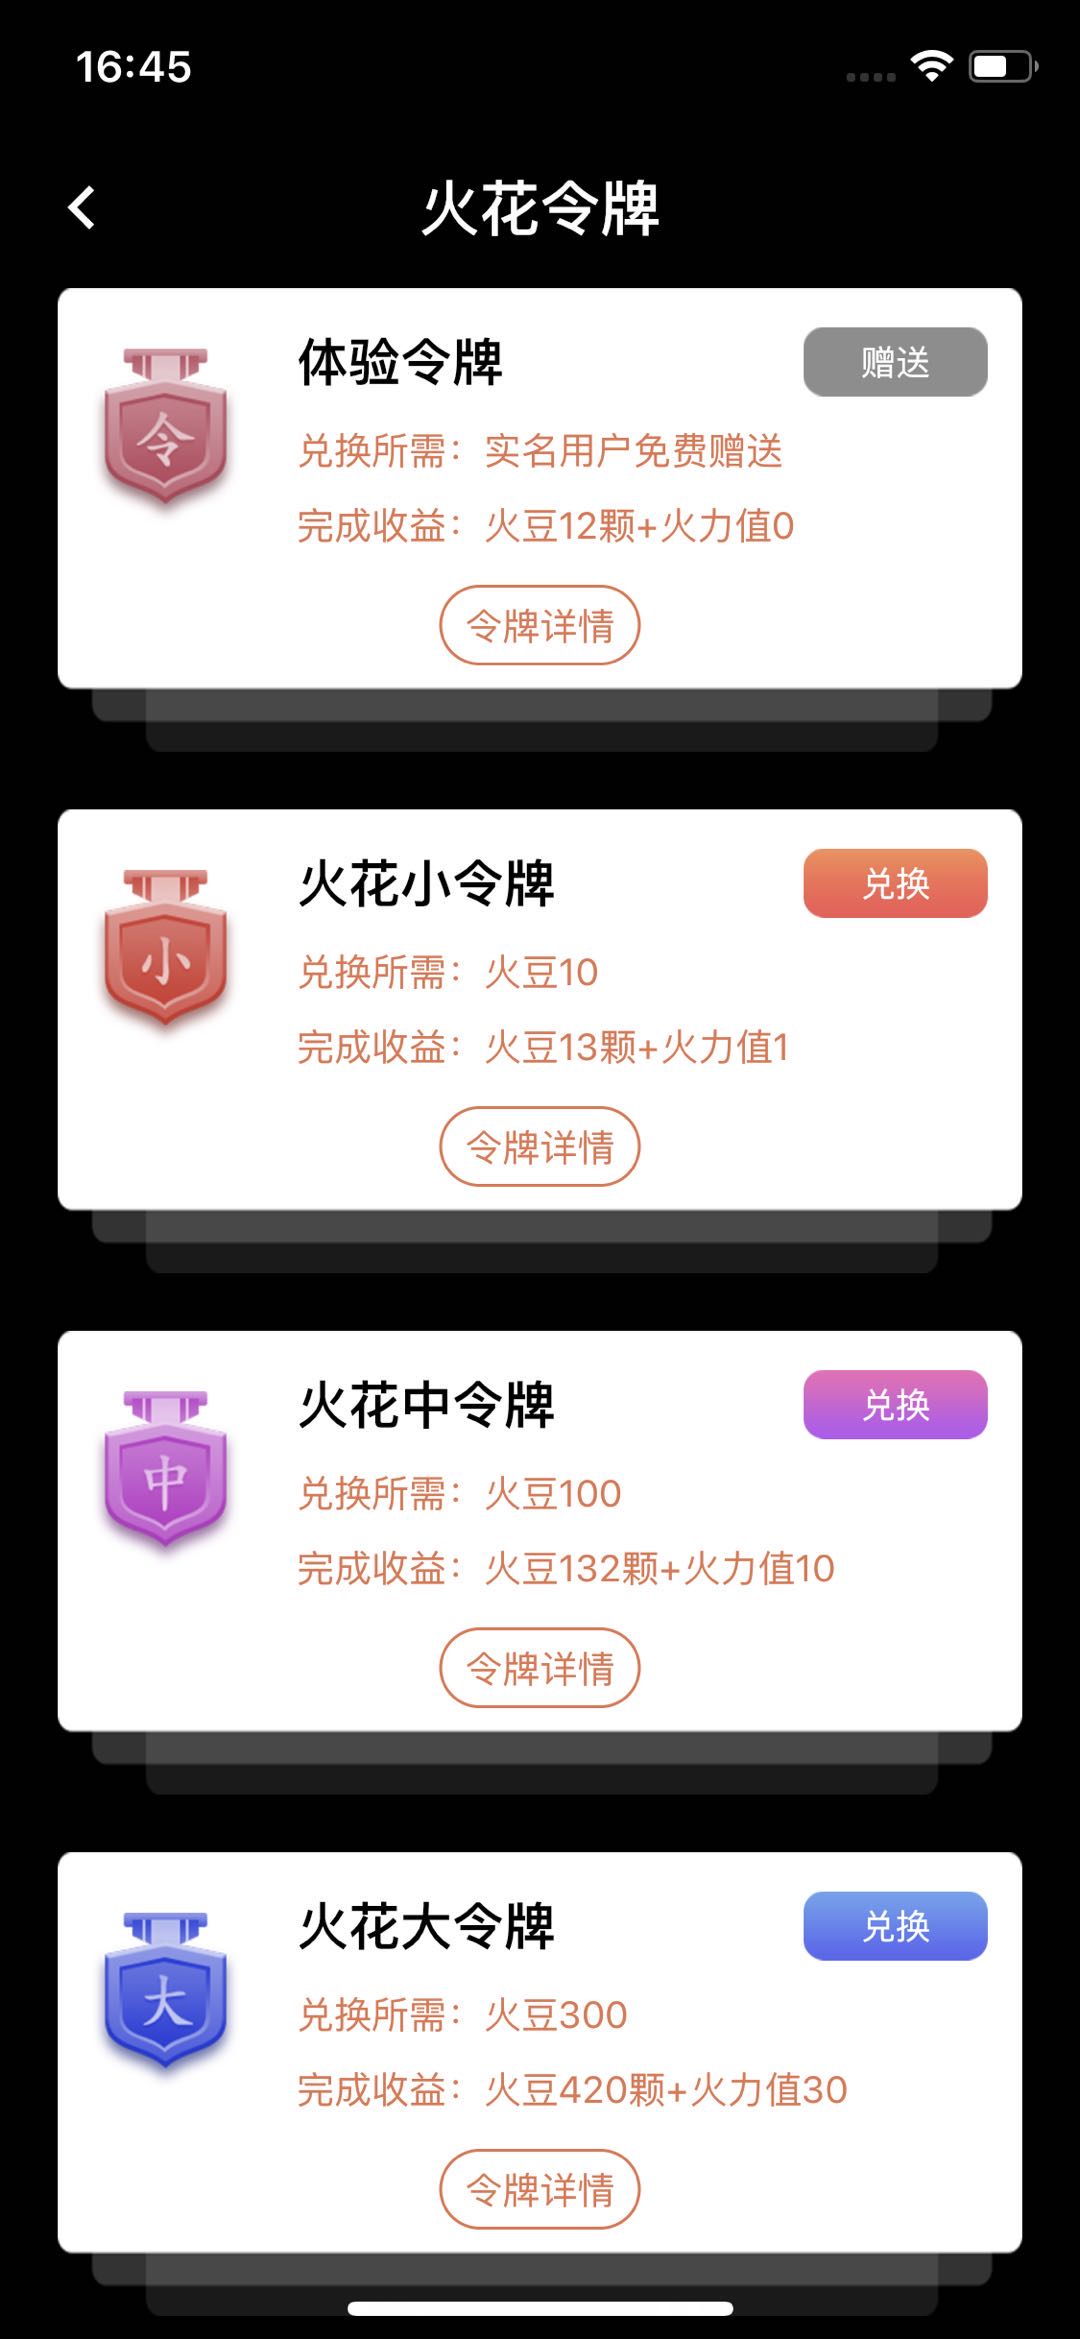 16:45
火花令牌
令
体验令牌
赠送
兑换所需：实名用户免费赠送
完成收益：火豆12颗+火力值0
令牌详情
小
火花小令牌
兑换
兑换所需：火豆10
完成收益：火豆13颗+火力值1
令牌详情
中
火花中令牌
兑换
兑换所需：火豆100
完成收益：火豆132颗+火力值10
令牌详情
大
火花大令牌
兑换
兑换所需：火豆300
完成收益：火豆420颗+火力值30
令牌详情